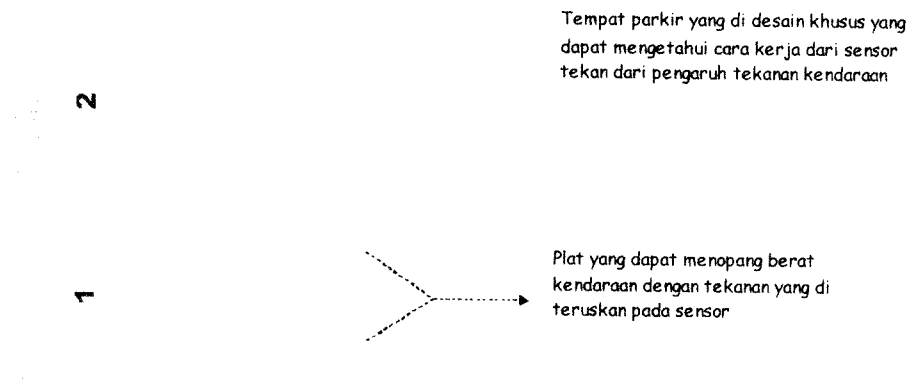 Tempat parkir yang di desain khusus yang
dapat mengetahui cara kerja dari sensor
tekan dari pengaruh tekanan kendaraan
2
Plat yang dapat menopang berat
kendaraan dengan tekanan yang di
teruskan pada sensor
1